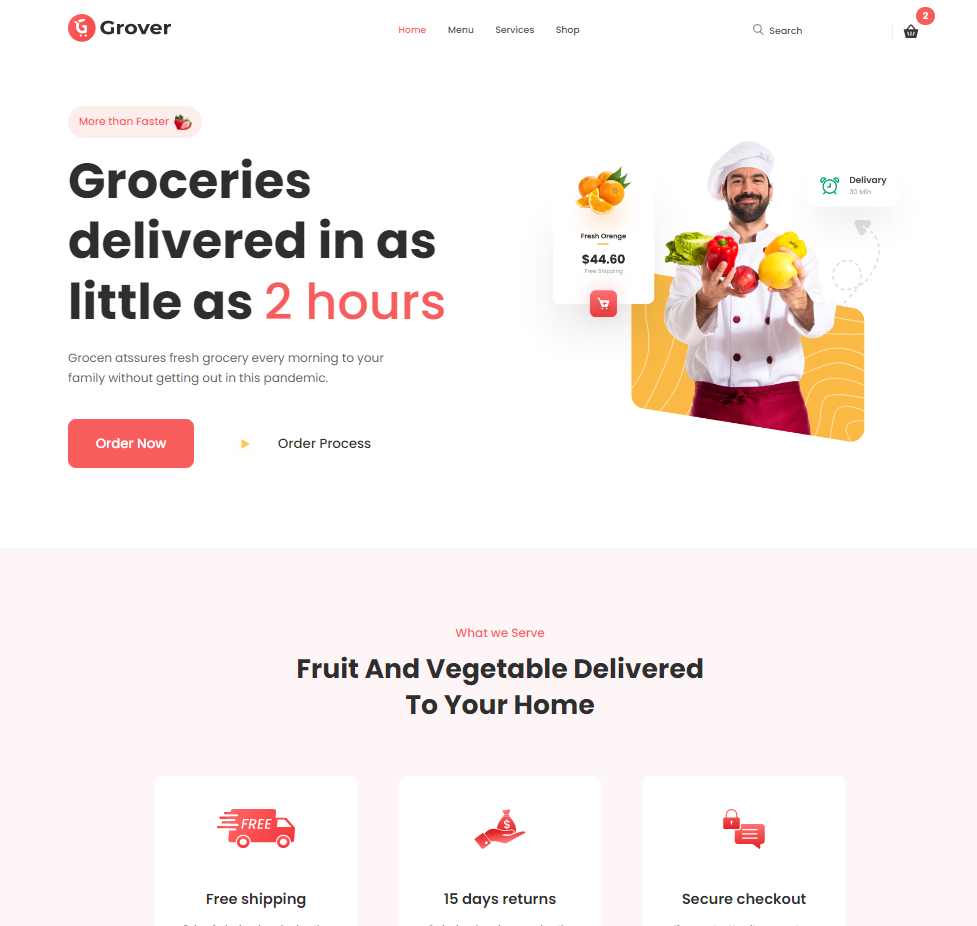 Grover
Home
Menu
Services
Shop
Search
2
More than Faster
Groceries
delivered in as
little as 2 hours
Grocen atssures fresh grocery every morning to your
family without getting out in this pandemic.
Order Now
Order Process
Fresh Orenge
$44.60
Free Shipping
Delivary
30 Min
What we Serve
Fruit And Vegetable Delivered
To Your Home
FREE
$
Free shipping
15 days returns
Secure checkout